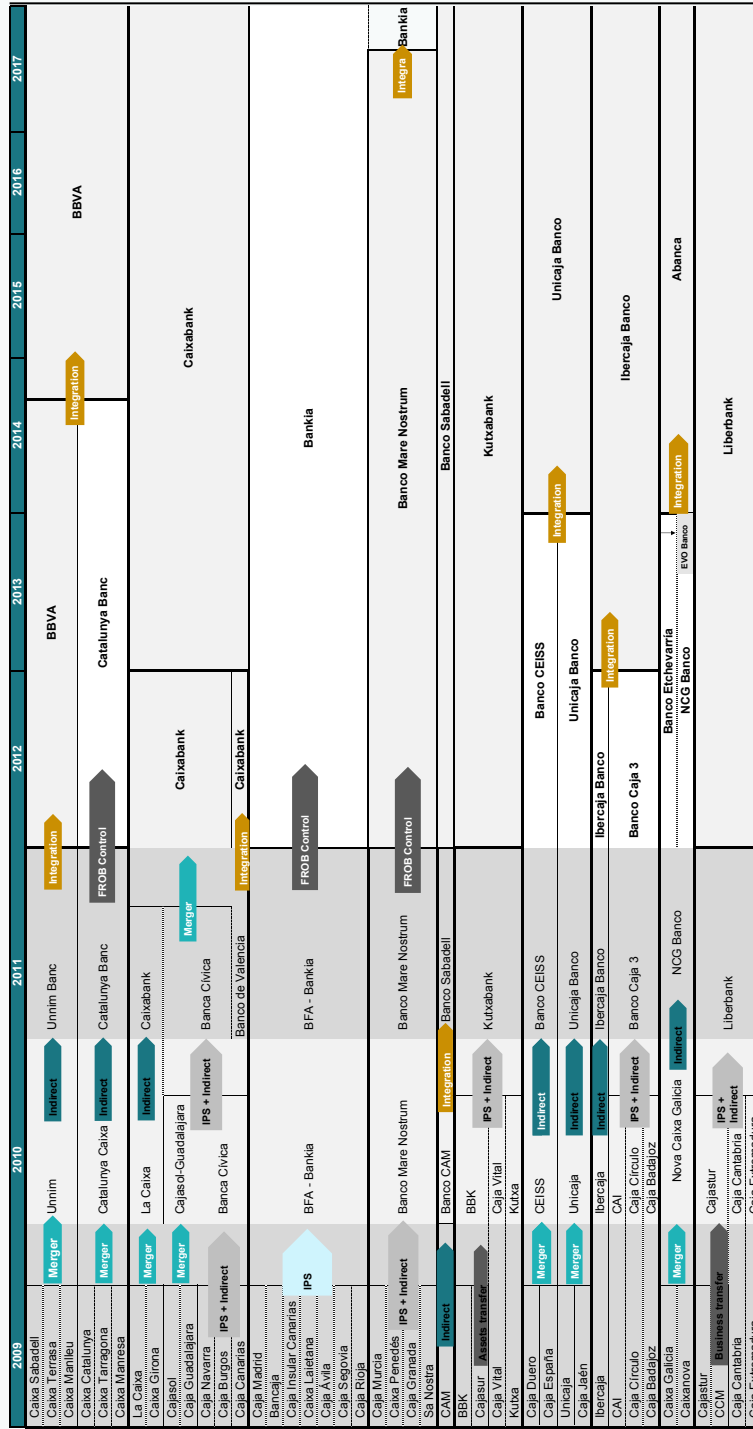 2009 2010 2011 2012 2013 2014 2015 2016 2017
Caixa Sabadell
Caixa Terrasa
Caixa Manlleu
Merger
Unnim
Indirect
Unnim Banc
Integration
BBVA
Caixa Catalunya
Caixa Tarragona
Caixa Manresa
Merger
Catalunya Caixa
Indirect
Catalunya Banc
FROB Control
Catalunya Banc
Integration
BBVA
La Caixa
Caixa Girona
Merger
La Caixa
Indirect
Caixabank
Cajasol
Caja Guadalajara
Merger
Cajasol-Guadalajara
Caja Navarra
Caja Burgos
Caja Canarias
IPS + Indirect
Banca Cívica
IPS + Indirect
Banca Cívica
Merger
Caixabank
Banco de Valencia
Integration
Caixabank
Caixabank
Caja Madrid
Bancaja
Caja Insular Canarias
Caixa Laietana
Caja Ávila
Caja Segovia
Caja Rioja
IPS
BFA - Bankia
BFA - Bankia
FROB Control
Bankia
Caja Murcia
Caixa Penedés
Caja Granada
Sa Nostra
IPS + Indirect
Banco Mare Nostrum
Banco Mare Nostrum
FROB Control
Banco Mare Nostrum
Integra
Bankia
CAM
Indirect
Banco CAM
Integration
Banco Sabadell
Banco Sabadell
BBK
Cajasur
Caja Vital
Kutxa
Assets transfer
BBK
Caja Vital
Kutxa
IPS + Indirect
Kutxabank
Kutxabank
Caja Duero
Caja España
Merger
CEISS
Indirect
Banco CEISS
Banco CEISS
Unicaja
Caja Jaén
Merger
Unicaja
Indirect
Unicaja Banco
Unicaja Banco
Integration
Unicaja Banco
Ibercaja
Ibercaja
Indirect
Ibercaja Banco
Ibercaja Banco
CAI
Caja Círculo
Caja Badajoz
CAI
Caja Círculo
Caja Badajoz
IPS + Indirect
Banco Caja 3
Banco Caja 3
Integration
Ibercaja Banco
Caixa Galicia
Caixanova
Merger
Nova Caixa Galicia
Indirect
NCG Banco
Banco Etchevarría
NCG Banco
EVO Banco
Integration
Abanca
Cajastur
CCM
Caja Cantabria
Business transfer
Cajastur
Caja Cantabria
IPS +
Indirect
Liberbank
Liberbank